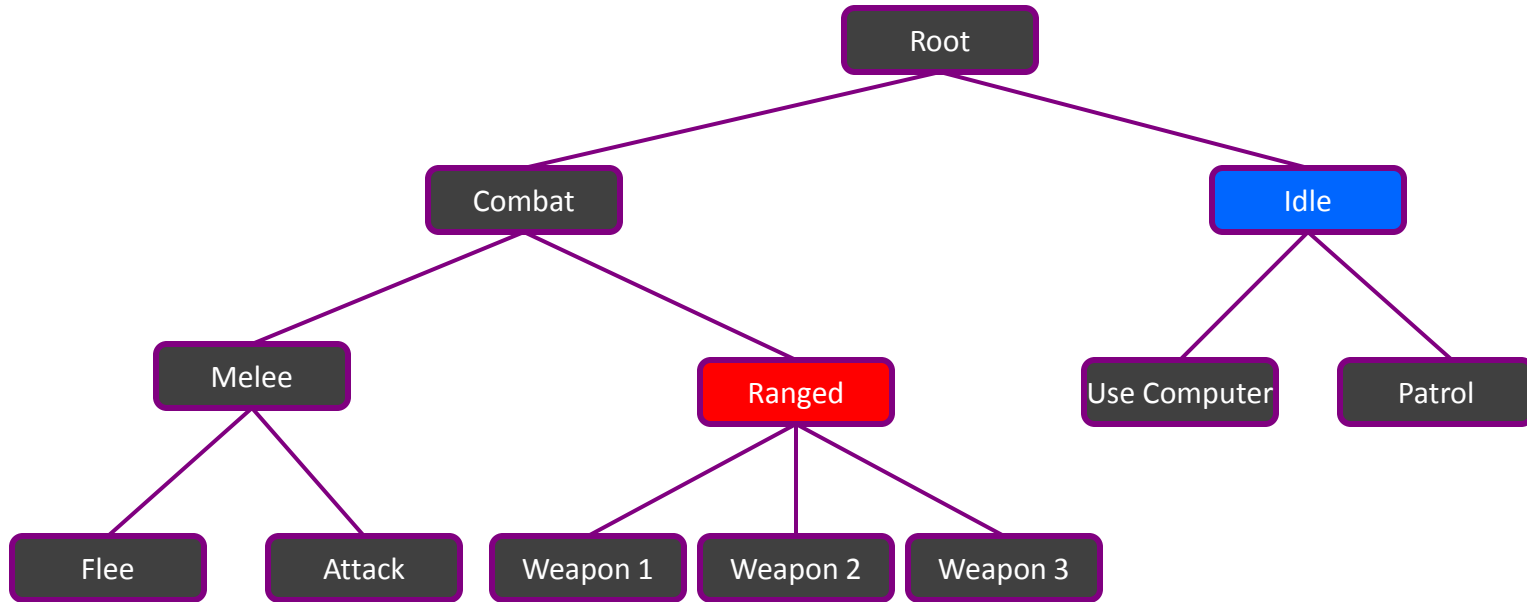 Root
Combat
Idle
Melee
Ranged
Use Computer
Patrol
Flee
Attack
Weapon 1
Weapon 2
Weapon 3